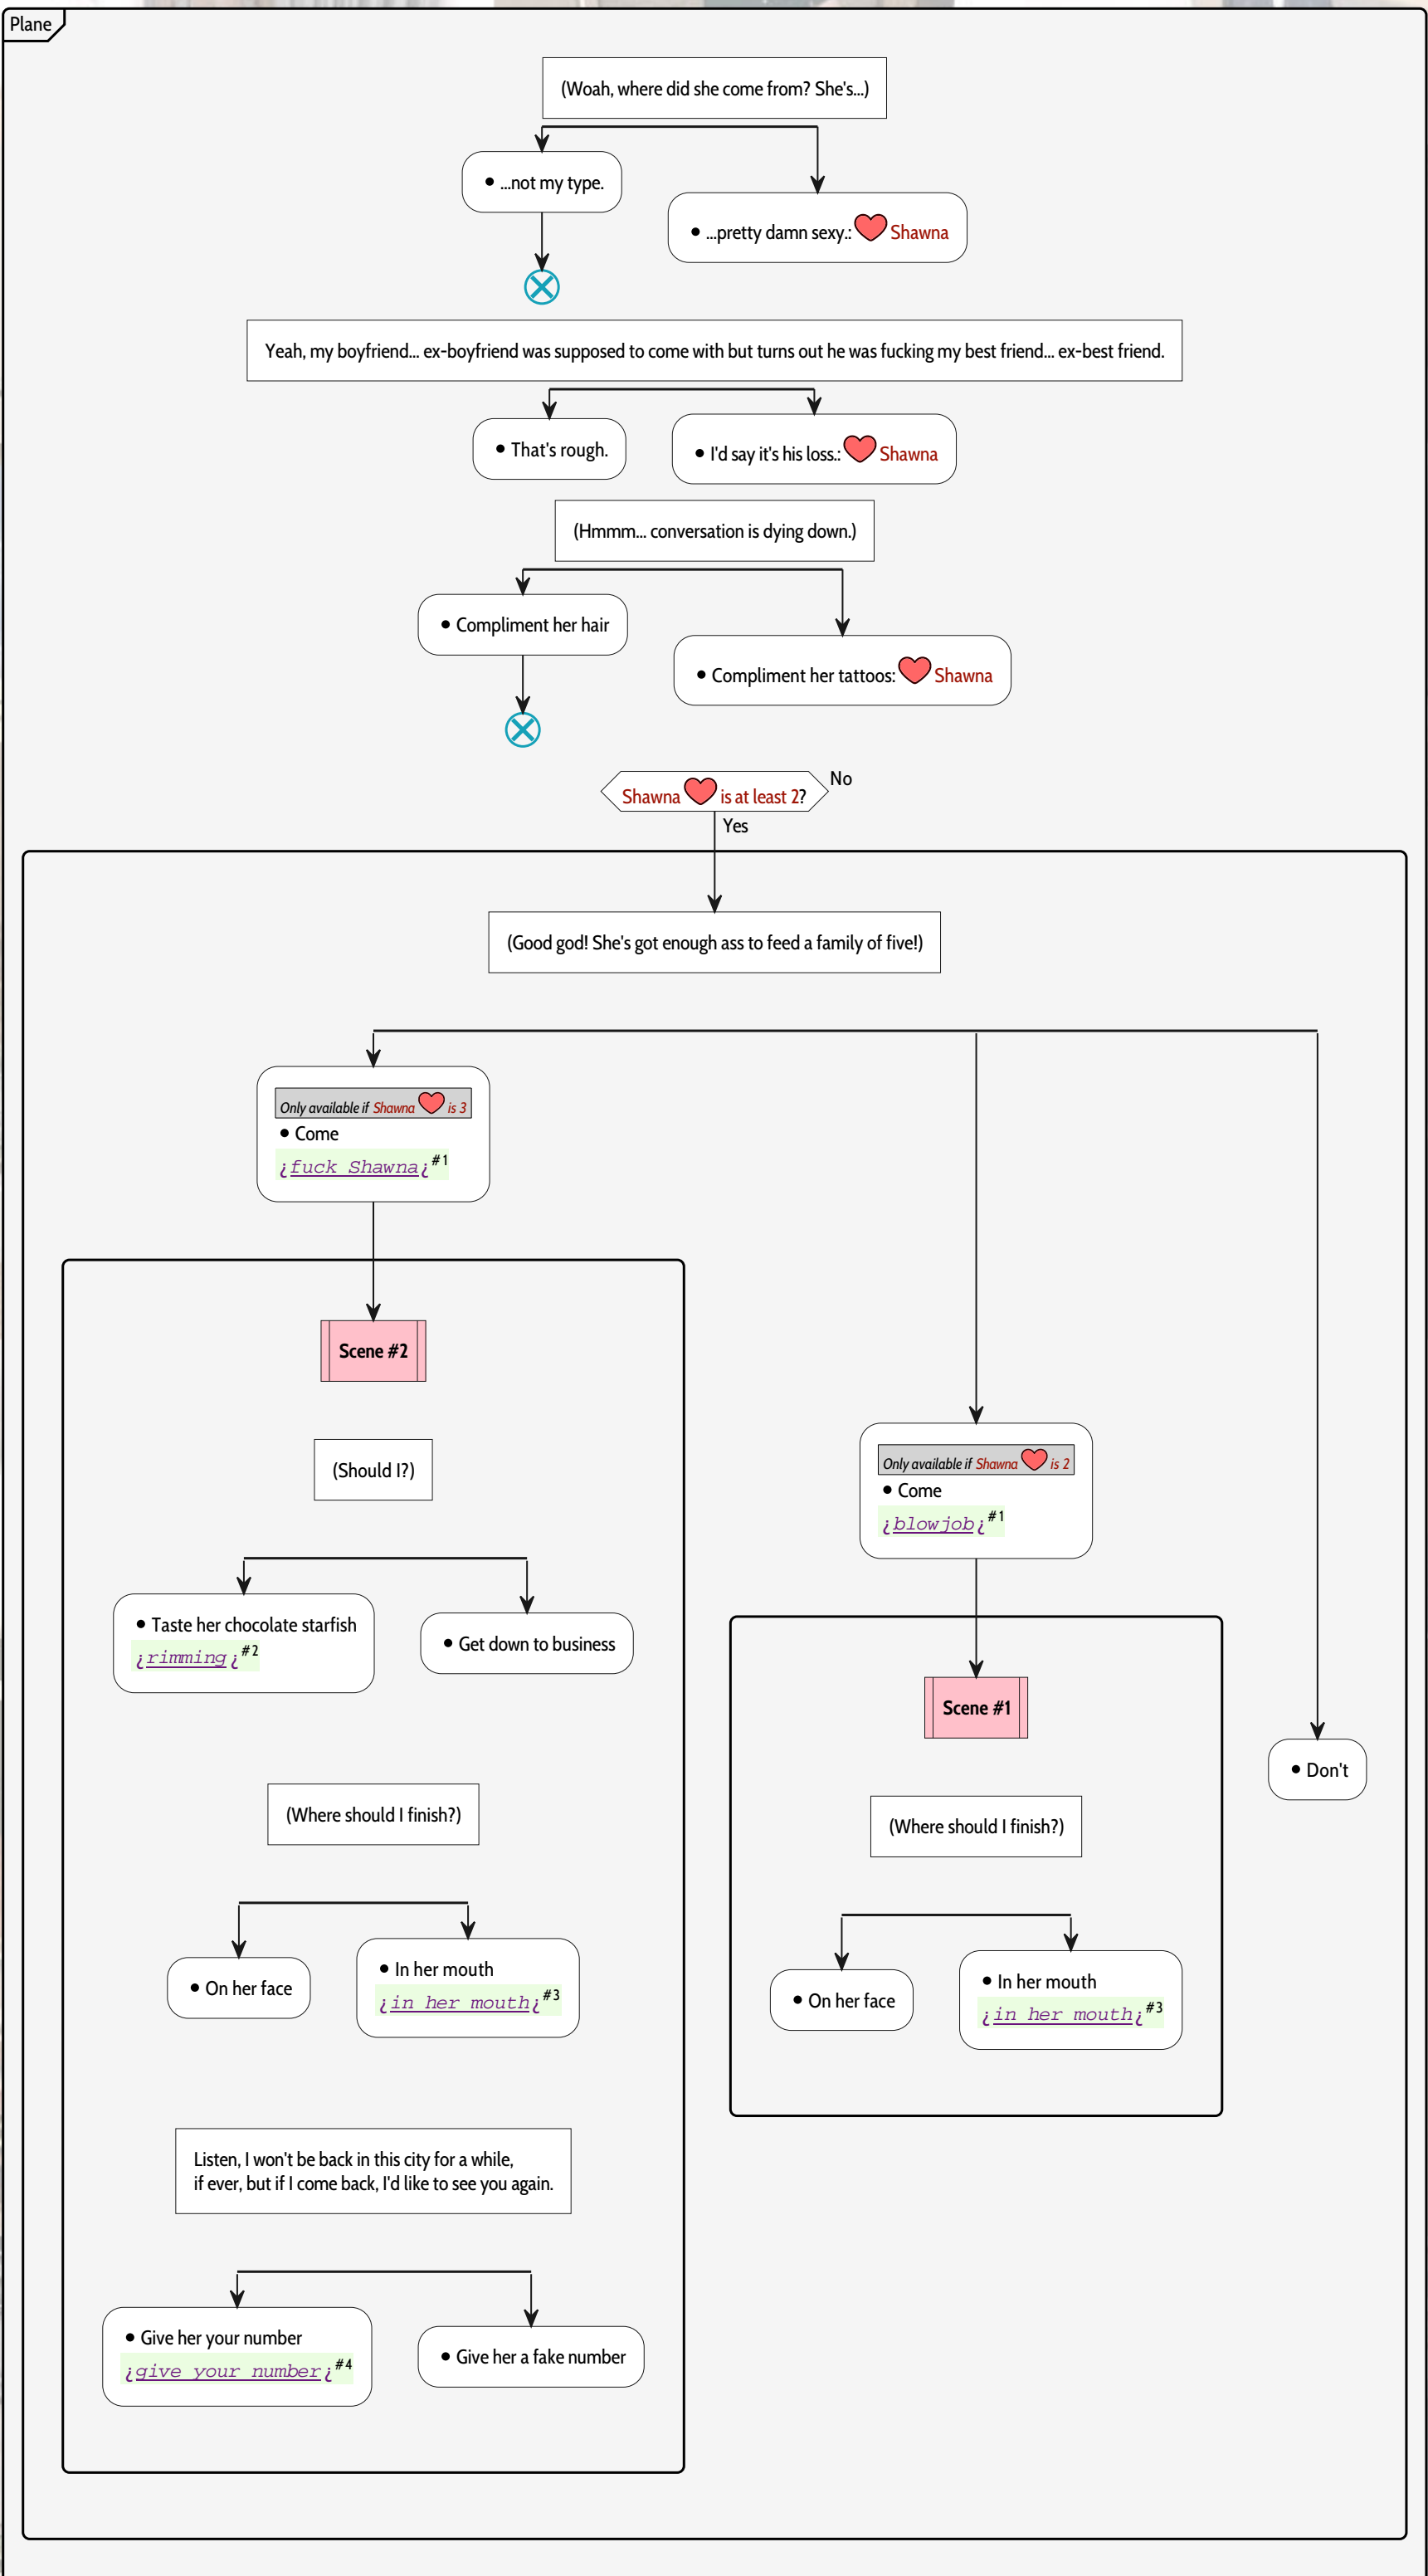 Plane
(Woah, where did she come from? She's...)
• ...not my type.
• ...pretty damn sexy.: Shawna
Yeah, my boyfriend... ex-boyfriend was supposed to come with but turns out he was fucking my best friend... ex-best friend.
• That's rough.
• I'd say it's his loss.: Shawna
(Hmmm... conversation is dying down.)
• Compliment her hair
• Compliment her tattoos: Shawna
Shawna is at least 2?
No
Yes
(Good god! She's got enough ass to feed a family of five!)
Only available if Shawna is 3
• Come
¿fuck Shawna¿#1
Scene #2
(Should I?)
• Taste her chocolate starfish
¿rimming¿#2
• Get down to business
(Where should I finish?)
• On her face
• In her mouth
¿in her mouth¿#3
Listen, I won't be back in this city for a while,
if ever, but if I come back, I'd like to see you again.
• Give her your number
¿give your number¿#4
• Give her a fake number
Only available if Shawna is 2
• Come
¿blowjob¿#1
Scene #1
(Where should I finish?)
• On her face
• In her mouth
¿in her mouth¿#3
• Don't